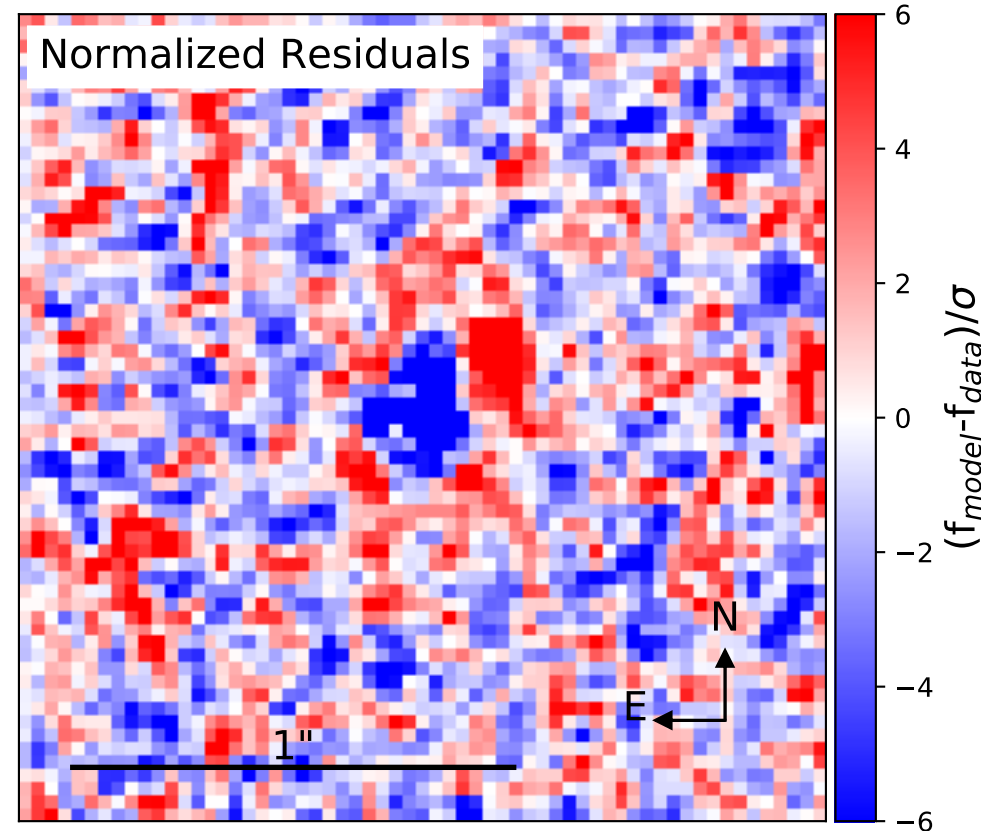 Normalized Residuals
6
4
2
0
−2
−4
−6
(f_model-f_data)/σ
N
E
1"